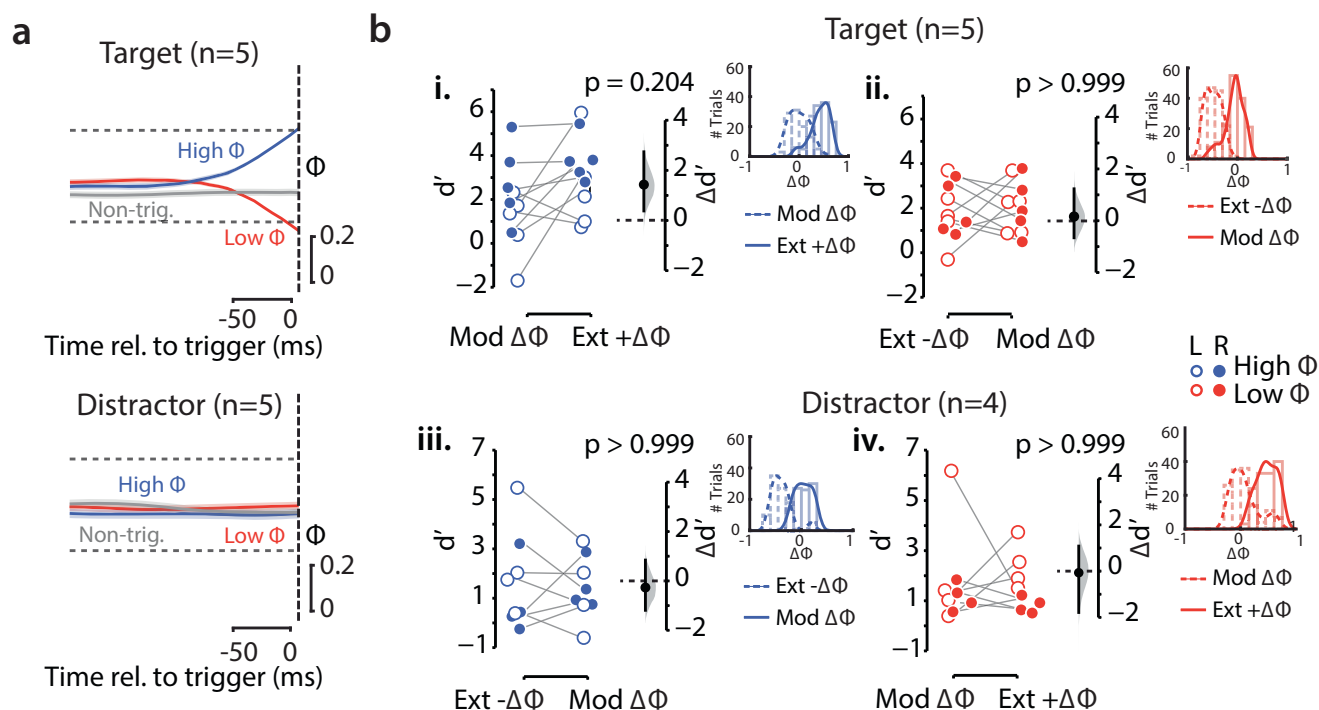 a
Target (n=5)
High Φ
Non-trig.
Low Φ
Φ
0.2
0
-50 0
Time rel. to trigger (ms)
Distractor (n=5)
High Φ
Non-trig.
Low Φ
Φ
0.2
0
-50 0
Time rel. to trigger (ms)
b
Target (n=5)
i.
p = 0.204
d'
6
4
2
0
−2
Mod ΔΦ Ext +ΔΦ
Δd'
4
2
0
−2
# Trials
60
40
20
0
-1 0 1
ΔΦ
Mod ΔΦ
Ext +ΔΦ
ii.
p > 0.999
d'
6
4
2
0
−2
Ext -ΔΦ Mod ΔΦ
Δd'
4
2
0
−2
# Trials
60
40
20
0
-1 0 1
ΔΦ
Ext -ΔΦ
Mod ΔΦ
L R
High Φ
Low Φ
Distractor (n=4)
iii.
p > 0.999
d'
7
5
3
1
−1
Ext -ΔΦ Mod ΔΦ
Δd'
4
2
0
−2
# Trials
60
40
20
0
-1 0 1
ΔΦ
Ext -ΔΦ
Mod ΔΦ
iv.
p > 0.999
d'
7
5
3
1
−1
Mod ΔΦ Ext +ΔΦ
Δd'
4
2
0
−2
# Trials
60
40
20
0
-1 0 1
ΔΦ
Mod ΔΦ
Ext +ΔΦ